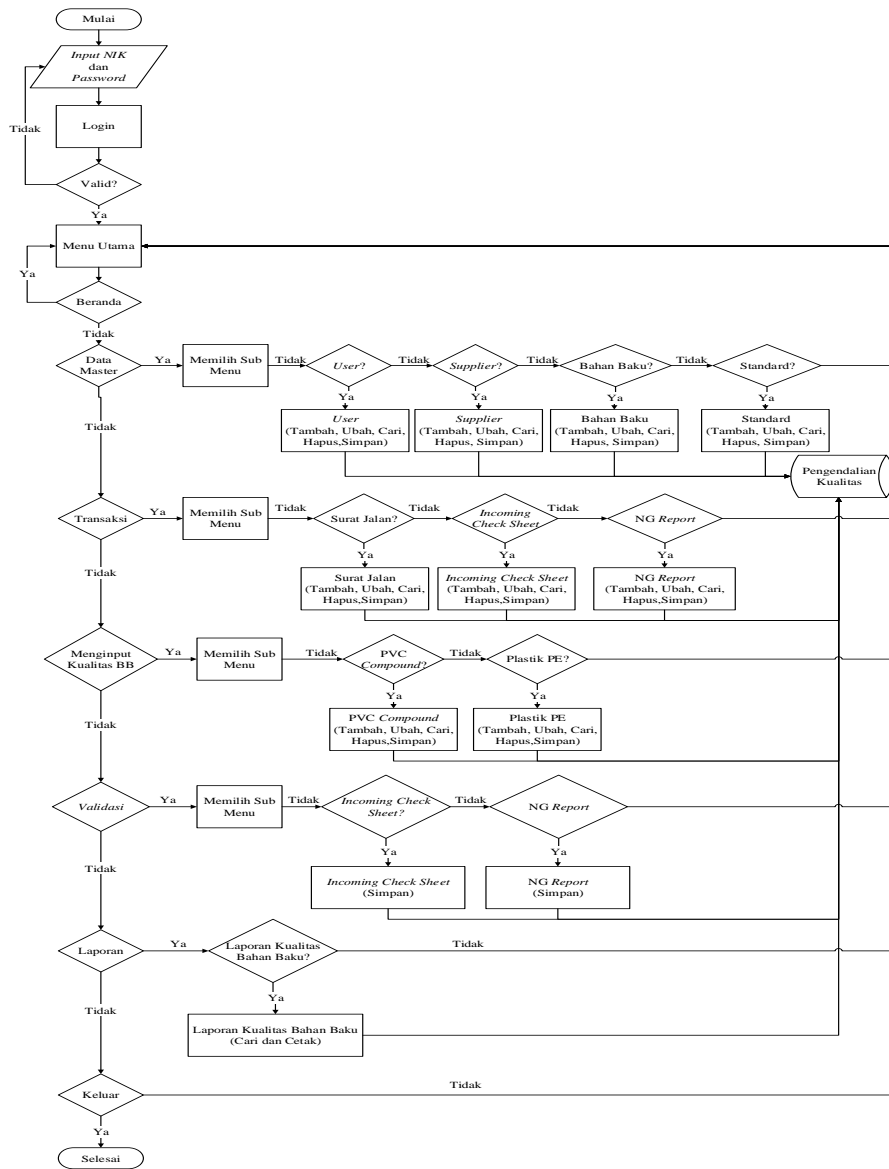 Mulai
Input NIK
dan
Password
Tidak
Login
Valid?
Ya
Menu Utama
Ya
Beranda
Tidak
Data
Master
Ya
Memilih Sub
Menu
Tidak
User?
Tidak
Supplier?
Tidak
Bahan Baku?
Tidak
Standard?
Ya
Ya
Ya
Ya
User
(Tambah, Ubah, Cari,
Hapus,Simpan)
Supplier
(Tambah, Ubah, Cari,
Hapus, Simpan)
Bahan Baku
(Tambah, Ubah, Cari,
Hapus, Simpan)
Standard
(Tambah, Ubah, Cari,
Hapus, Simpan)
Tidak
Pengendalian
Kualitas
Transaksi
Ya
Memilih Sub
Menu
Tidak
Surat Jalan?
Tidak
Incoming
Check Sheet
Tidak
NG Report
Ya
Ya
Ya
Tidak
Surat Jalan
(Tambah, Ubah, Cari,
Hapus,Simpan)
Incoming Check Sheet
(Tambah, Ubah, Cari,
Hapus,Simpan)
NG Report
(Tambah, Ubah, Cari,
Hapus,Simpan)
Menginput
Kualitas BB
Ya
Memilih Sub
Menu
Tidak
PVC
Compound?
Tidak
Plastik PE?
Ya
Ya
Tidak
PVC Compound
(Tambah, Ubah, Cari,
Hapus,Simpan)
Plastik PE
(Tambah, Ubah, Cari,
Hapus,Simpan)
Validasi
Ya
Memilih Sub
Menu
Tidak
Incoming Check
Sheet?
Tidak
NG Report
Ya
Ya
Tidak
Incoming Check Sheet
(Simpan)
NG Report
(Simpan)
Laporan
Ya
Laporan Kualitas
Bahan Baku?
Tidak
Ya
Tidak
Laporan Kualitas Bahan Baku
(Cari dan Cetak)
Keluar
Tidak
Ya
Selesai